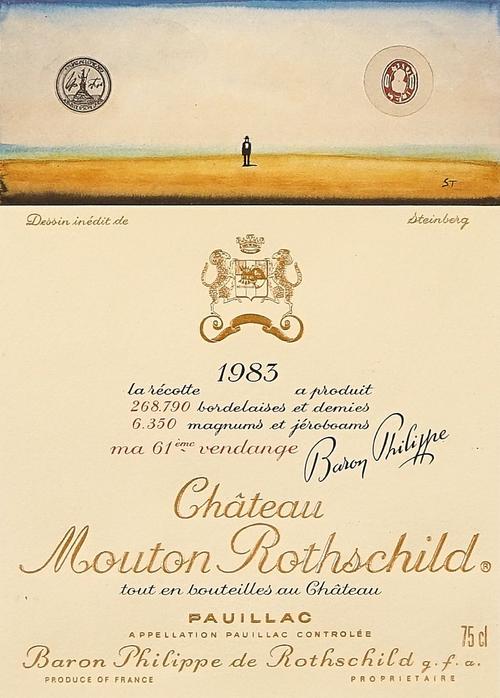 ST
Dessin inédit de Steinberg
1983
la récolte a produit
268.790 bordelaises et demies
6.350 magnums et jéroboams
ma 61ème vendange
Baron Philippe
Château
Mouton Rothschild®
tout en bouteilles au Château
PAUILLAC
APPELLATION PAUILLAC CONTROLÉE
75 cl
Baron Philippe de Rothschild g.f.a.
PRODUCE OF FRANCE PROPRIETAIRE